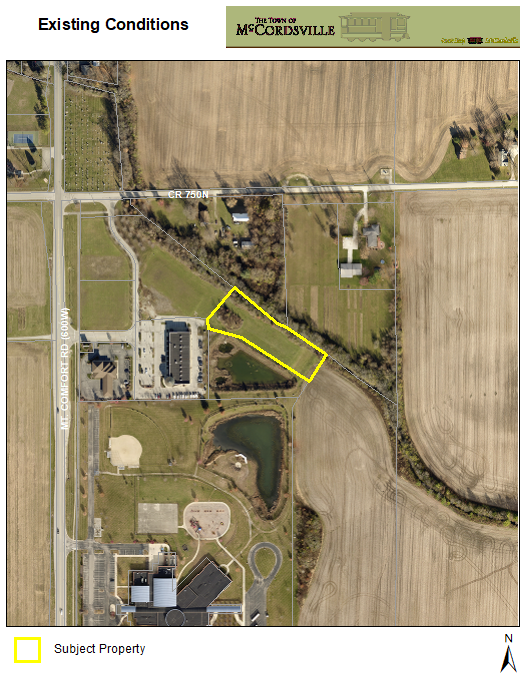 Existing Conditions
THE TOWN OF
MCCORDSVILLE
CR 750N
MT. COMFORT RD (600W)
Subject Property
N